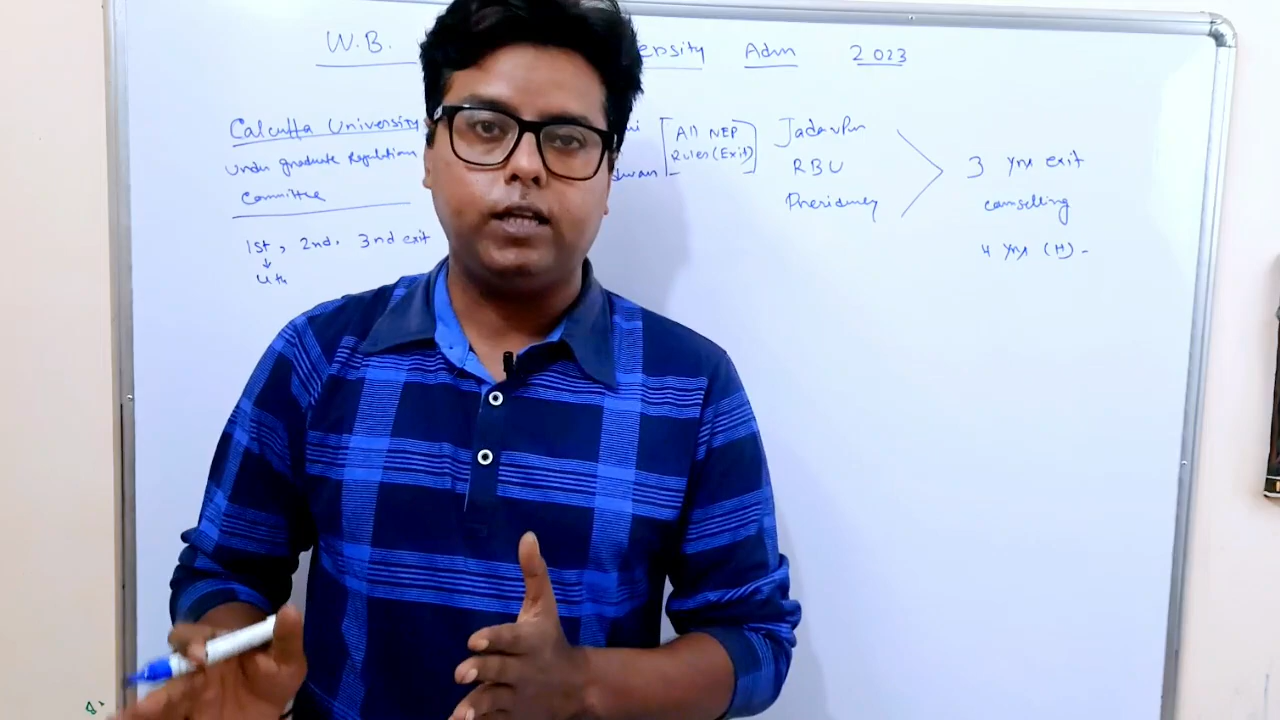 W.B. ersity Adm 2023
Calcutta University
Under graduate Regulations
Committee
1st, 2nd, 3nd exit
↓
4th
[All NEP
Rules (Exit)]
Jadavpur
RBU
Presidency
3 yrs exit
counselling
4 yrs (H) -